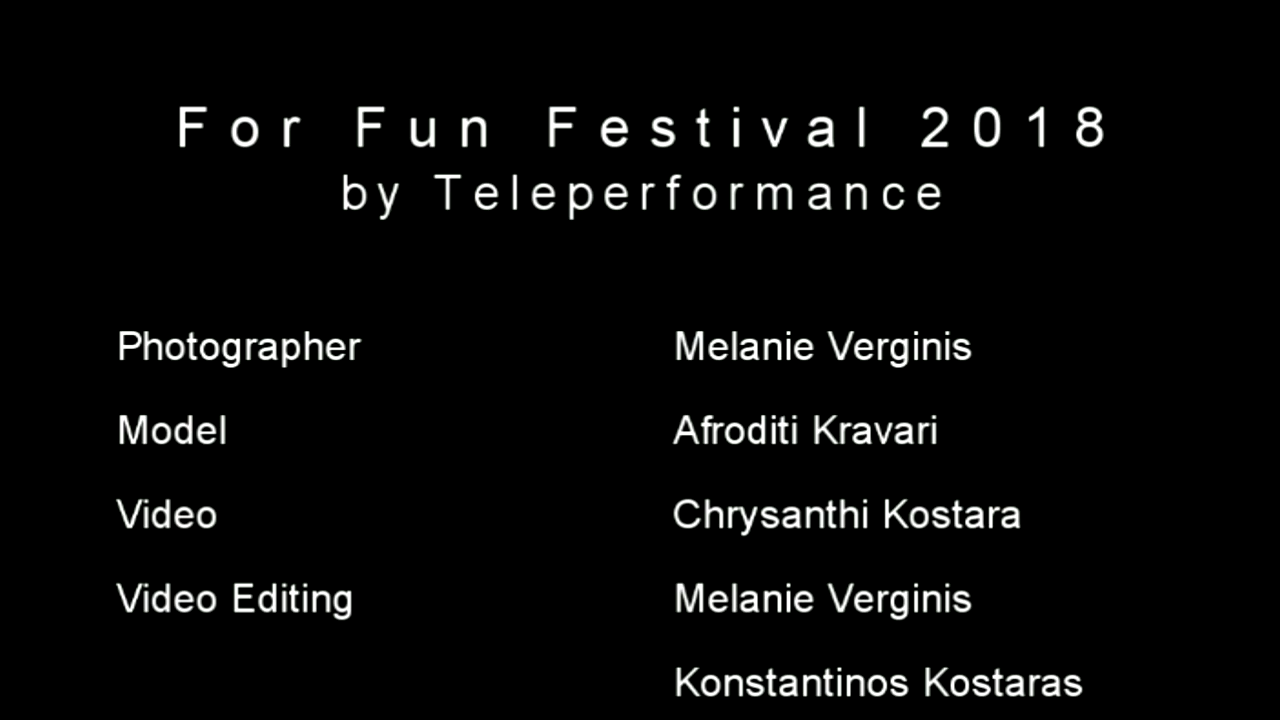 For Fun Festival 2018
by Teleperformance
Photographer Melanie Verginis
Model Afroditi Kravari
Video Chrysanthi Kostara
Video Editing Melanie Verginis
Konstantinos Kostaras